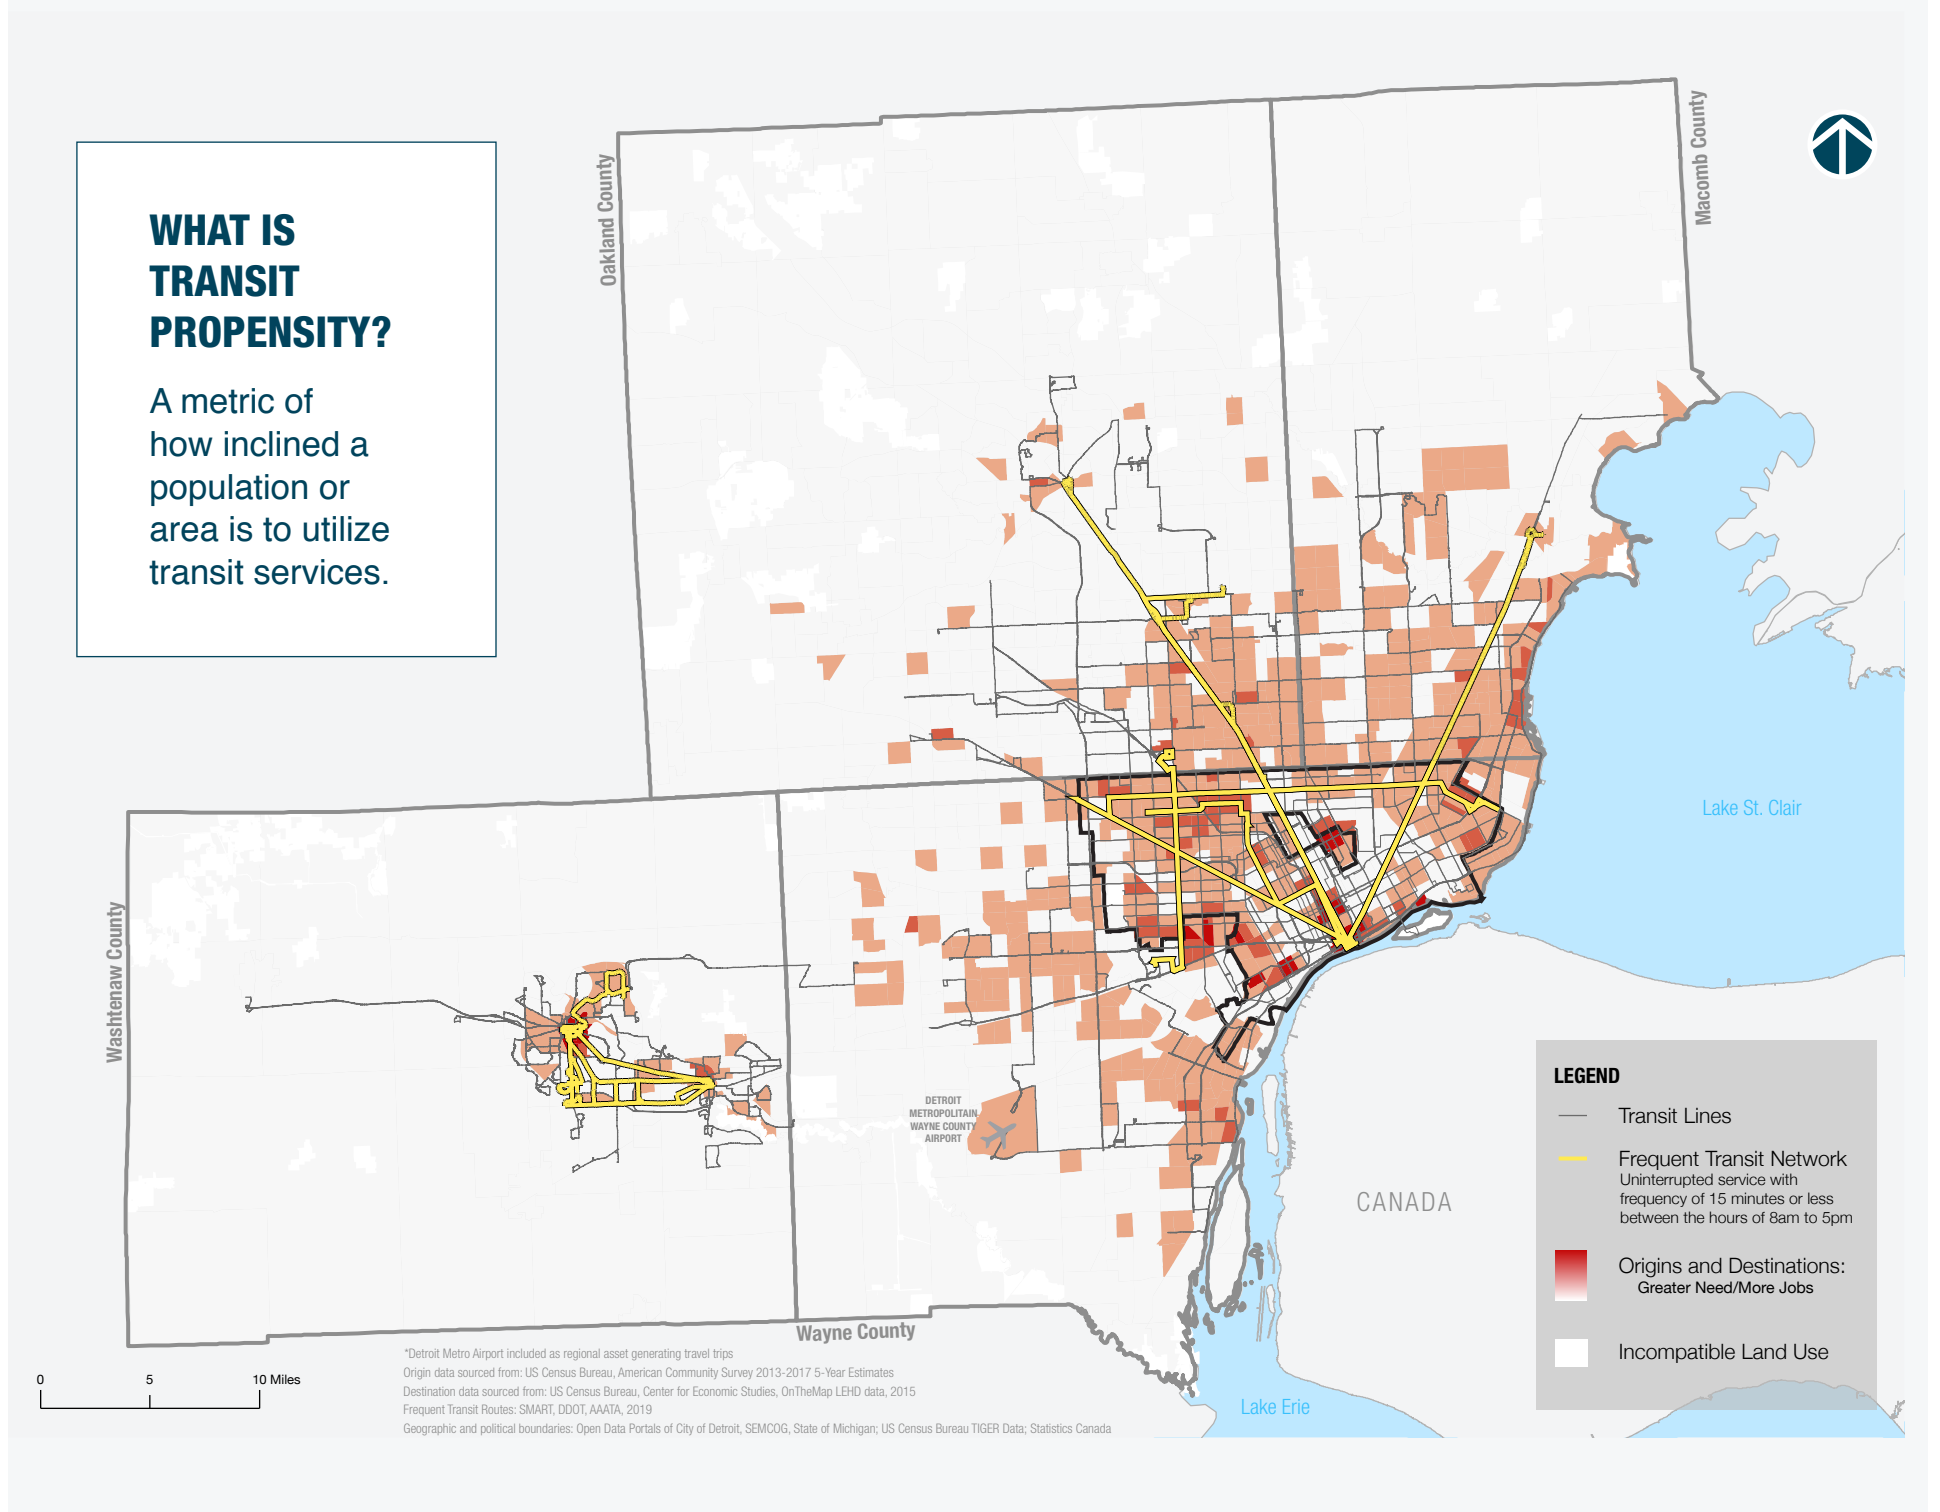 WHAT IS
TRANSIT
PROPENSITY?
A metric of
how inclined a
population or
area is to utilize
transit services.
Oakland County
Macomb County
Lake St. Clair
Washtenaw County
DETROIT
METROPOLITAIN
WAYNE COUNTY
AIRPORT
CANADA
Wayne County
Lake Erie
LEGEND
Transit Lines
Frequent Transit Network
Uninterrupted service with
frequency of 15 minutes or less
between the hours of 8am to 5pm
Origins and Destinations:
Greater Need/More Jobs
Incompatible Land Use
0 5 10 Miles
*Detroit Metro Airport included as regional asset generating travel trips
Origin data sourced from: US Census Bureau, American Community Survey 2013-2017 5-Year Estimates
Destination data sourced from: US Census Bureau, Center for Economic Studies, OnTheMap LEHD data, 2015
Frequent Transit Routes: SMART, DDOT, AAATA, 2019
Geographic and political boundaries: Open Data Portals of City of Detroit, SEMCOG, State of Michigan; US Census Bureau TIGER Data; Statistics Canada